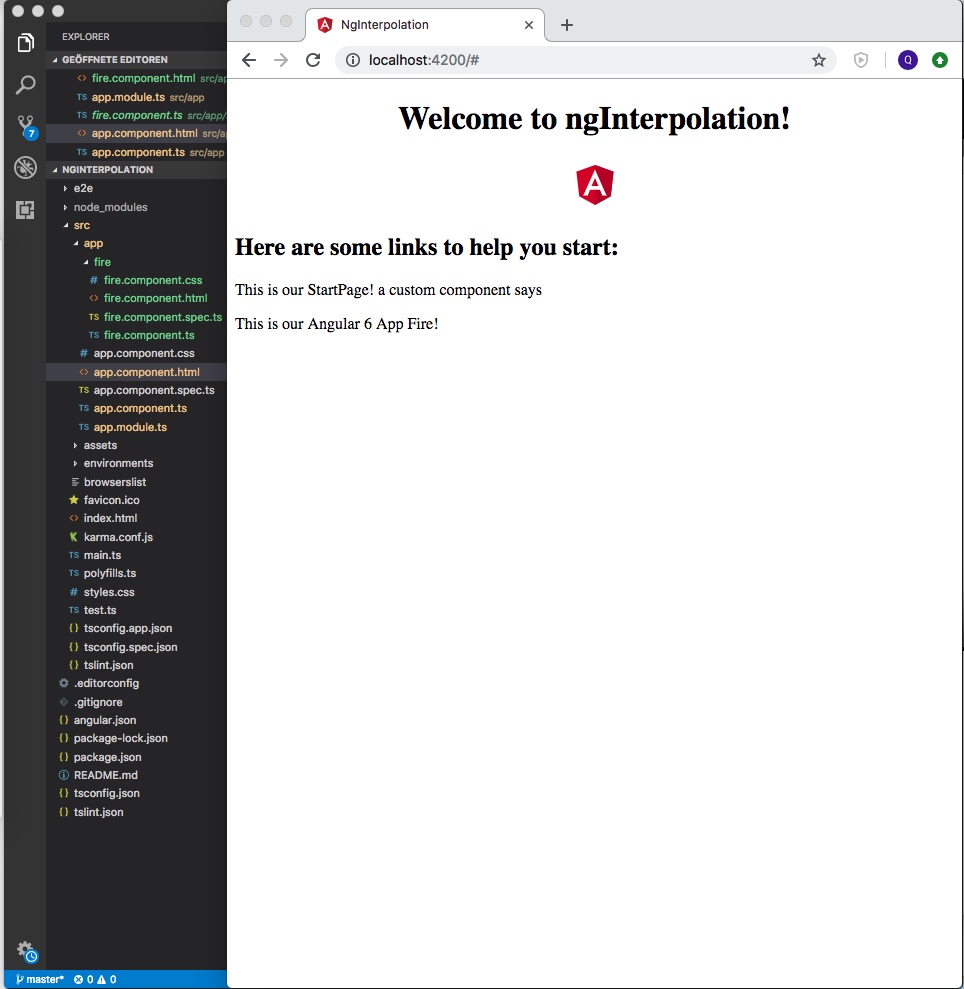 EXPLORER
GEÖFFNETE EDITOREN
<> fire.component.html src/ap
TS app.module.ts src/app
TS fire.component.ts src/app/
<> app.component.html src/ap
TS app.component.ts src/app
7
NGINTERPOLATION
e2e
node_modules
src
app
fire
# fire.component.css
<> fire.component.html
TS fire.component.spec.ts
TS fire.component.ts
# app.component.css
<> app.component.html
TS app.component.spec.ts
TS app.component.ts
TS app.module.ts
assets
environments
browserslist
favicon.ico
<> index.html
karma.conf.js
TS main.ts
TS polyfills.ts
# styles.css
TS test.ts
{} tsconfig.app.json
{} tsconfig.spec.json
{} tslint.json
.editorconfig
.gitignore
{} angular.json
{} package-lock.json
{} package.json
README.md
{} tsconfig.json
{} tslint.json
master* 0 0
NgInterpolation
localhost:4200/#
Q
Welcome to ngInterpolation!
A
Here are some links to help you start:
This is our StartPage! a custom component says
This is our Angular 6 App Fire!